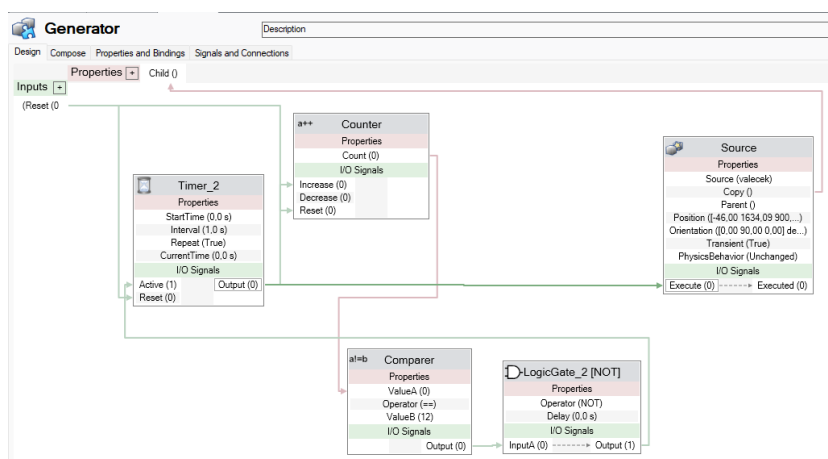 Generator
Description
Design Compose Properties and Bindings Signals and Connections
Properties + Child ()
Inputs +
(Reset (0
a++ Counter
Properties
Count (0)
I/O Signals
Increase (0)
Decrease (0)
Reset (0)
Source
Properties
Source (valecek)
Copy ()
Parent ()
Position ([-46,00 1634,09 900,...)
Orientation ([0,00 90,00 0,00] de...)
Transient (True)
PhysicsBehavior (Unchanged)
I/O Signals
Execute (0) Executed (0)
Timer_2
Properties
StartTime (0,0 s)
Interval (1,0 s)
Repeat (True)
CurrentTime (0,0 s)
I/O Signals
Active (1) Output (0)
Reset (0)
a!=b Comparer
Properties
ValueA (0)
Operator (==)
ValueB (12)
I/O Signals
Output (0)
LogicGate_2 [NOT]
Properties
Operator (NOT)
Delay (0,0 s)
I/O Signals
InputA (0) Output (1)